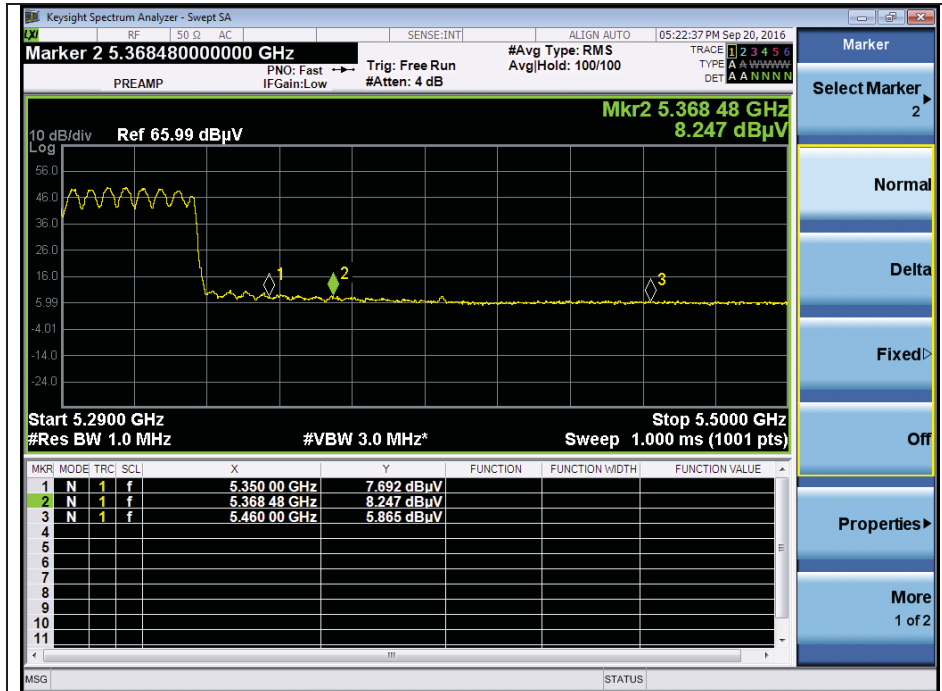 Keysight Spectrum Analyzer - Swept SA
LXI RF 50 Ω AC SENSE:INT ALIGN AUTO 05:22:37 PM Sep 20, 2016
Marker 2 5.368480000000 GHz
PREAMP
PNO: Fast
IFGain:Low
Trig: Free Run
#Atten: 4 dB
#Avg Type: RMS
Avg|Hold: 100/100
TRACE 1 2 3 4 5 6
TYPE A A W W W W
DET A A N N N N
Mkr2 5.368 48 GHz
8.247 dBµV
10 dB/div Ref 65.99 dBµV
Log
56.0
46.0
36.0
26.0
16.0
5.99
-4.01
-14.0
-24.0
1
2
3
Start 5.2900 GHz Stop 5.5000 GHz
#Res BW 1.0 MHz #VBW 3.0 MHz* Sweep 1.000 ms (1001 pts)
MKR MODE TRC SCL X Y FUNCTION FUNCTION WIDTH FUNCTION VALUE
1 N 1 f 5.350 00 GHz 7.692 dBµV
2 N 1 f 5.368 48 GHz 8.247 dBµV
3 N 1 f 5.460 00 GHz 5.865 dBµV
4
5
6
7
8
9
10
11
MSG STATUS
Marker
Select Marker
2
Normal
Delta
Fixed
Off
Properties
More
1 of 2